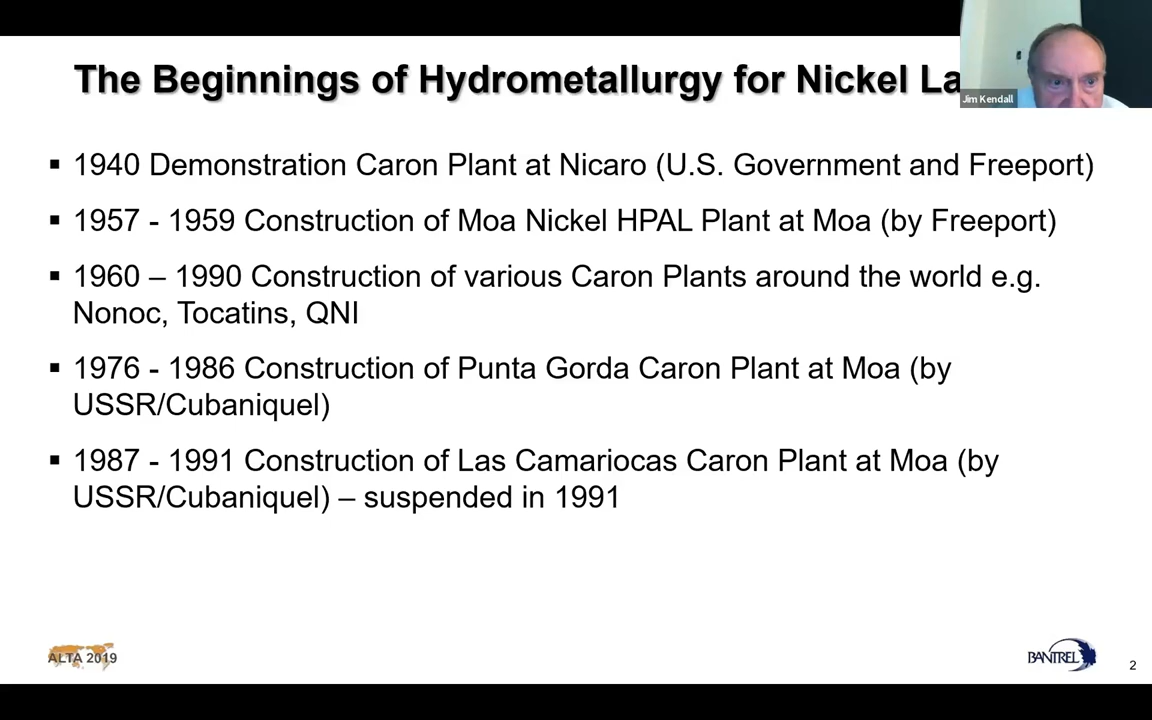 The Beginnings of Hydrometallurgy for Nickel
Jim Kendall
▪ 1940 Demonstration Caron Plant at Nicaro (U.S. Government and Freeport)
▪ 1957 - 1959 Construction of Moa Nickel HPAL Plant at Moa (by Freeport)
▪ 1960 – 1990 Construction of various Caron Plants around the world e.g.
Nonoc, Tocatins, QNI
▪ 1976 - 1986 Construction of Punta Gorda Caron Plant at Moa (by
USSR/Cubaniquel)
▪ 1987 - 1991 Construction of Las Camariocas Caron Plant at Moa (by
USSR/Cubaniquel) – suspended in 1991
ALTA 2019
BANTREL
2